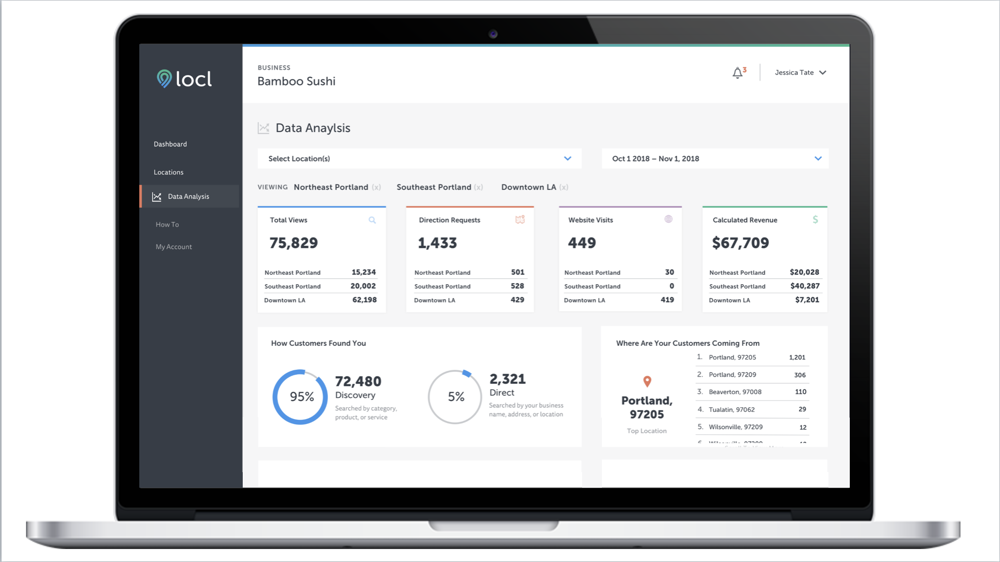 locl
Dashboard
Locations
Data Analysis
How To
My Account
BUSINESS
Bamboo Sushi
3
Jessica Tate
Data Anaylsis
Select Location(s)
Oct 1 2018 – Nov 1, 2018
VIEWING Northeast Portland (x) Southeast Portland (x) Downtown LA (x)
Total Views
75,829
Northeast Portland 15,234
Southeast Portland 20,002
Downtown LA 62,198
Direction Requests
1,433
Northeast Portland 501
Southeast Portland 528
Downtown LA 429
Website Visits
449
Northeast Portland 30
Southeast Portland 0
Downtown LA 419
Calculated Revenue
$
$67,709
Northeast Portland $20,028
Southeast Portland $40,287
Downtown LA $7,201
How Customers Found You
95%
72,480
Discovery
Searched by category,
product, or service
5%
2,321
Direct
Searched by your business
name, address, or location
Where Are Your Customers Coming From
Portland,
97205
Top Location
1. Portland, 97205 1,201
2. Portland, 97209 306
3. Beaverton, 97008 110
4. Tualatin, 97062 29
5. Wilsonville, 97209 12